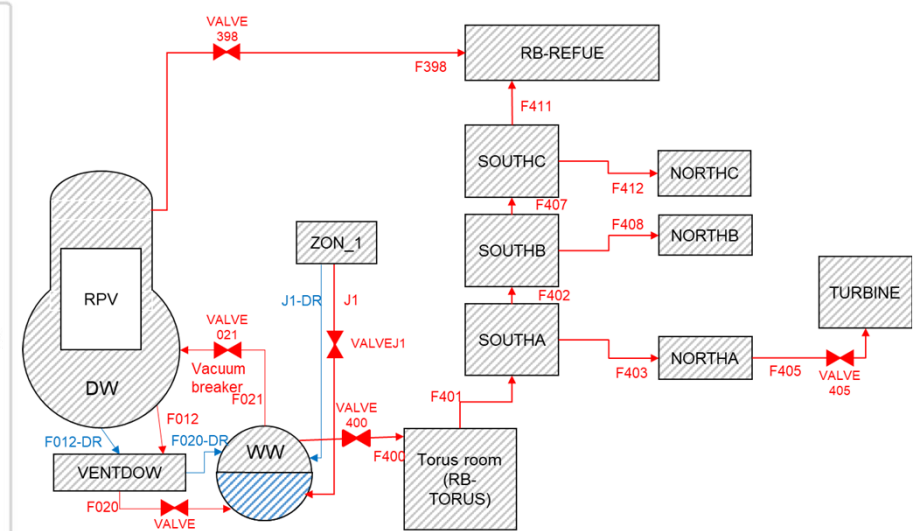 VALVE
398
F398
RB-REFUE
F411
SOUTHC
F412
NORTHC
F407
SOUTHB
F408
NORTHB
F402
SOUTHA
F403
NORTHA
F405
VALVE
405
TURBINE
ZON_1
J1-DR
J1
VALVEJ1
RPV
DW
VALVE
021
Vacuum
breaker
F021
F012
F012-DR
F020-DR
VENTDOW
F020
VALVE
WW
VALVE
400
F400
F401
Torus room
(RB-
TORUS)